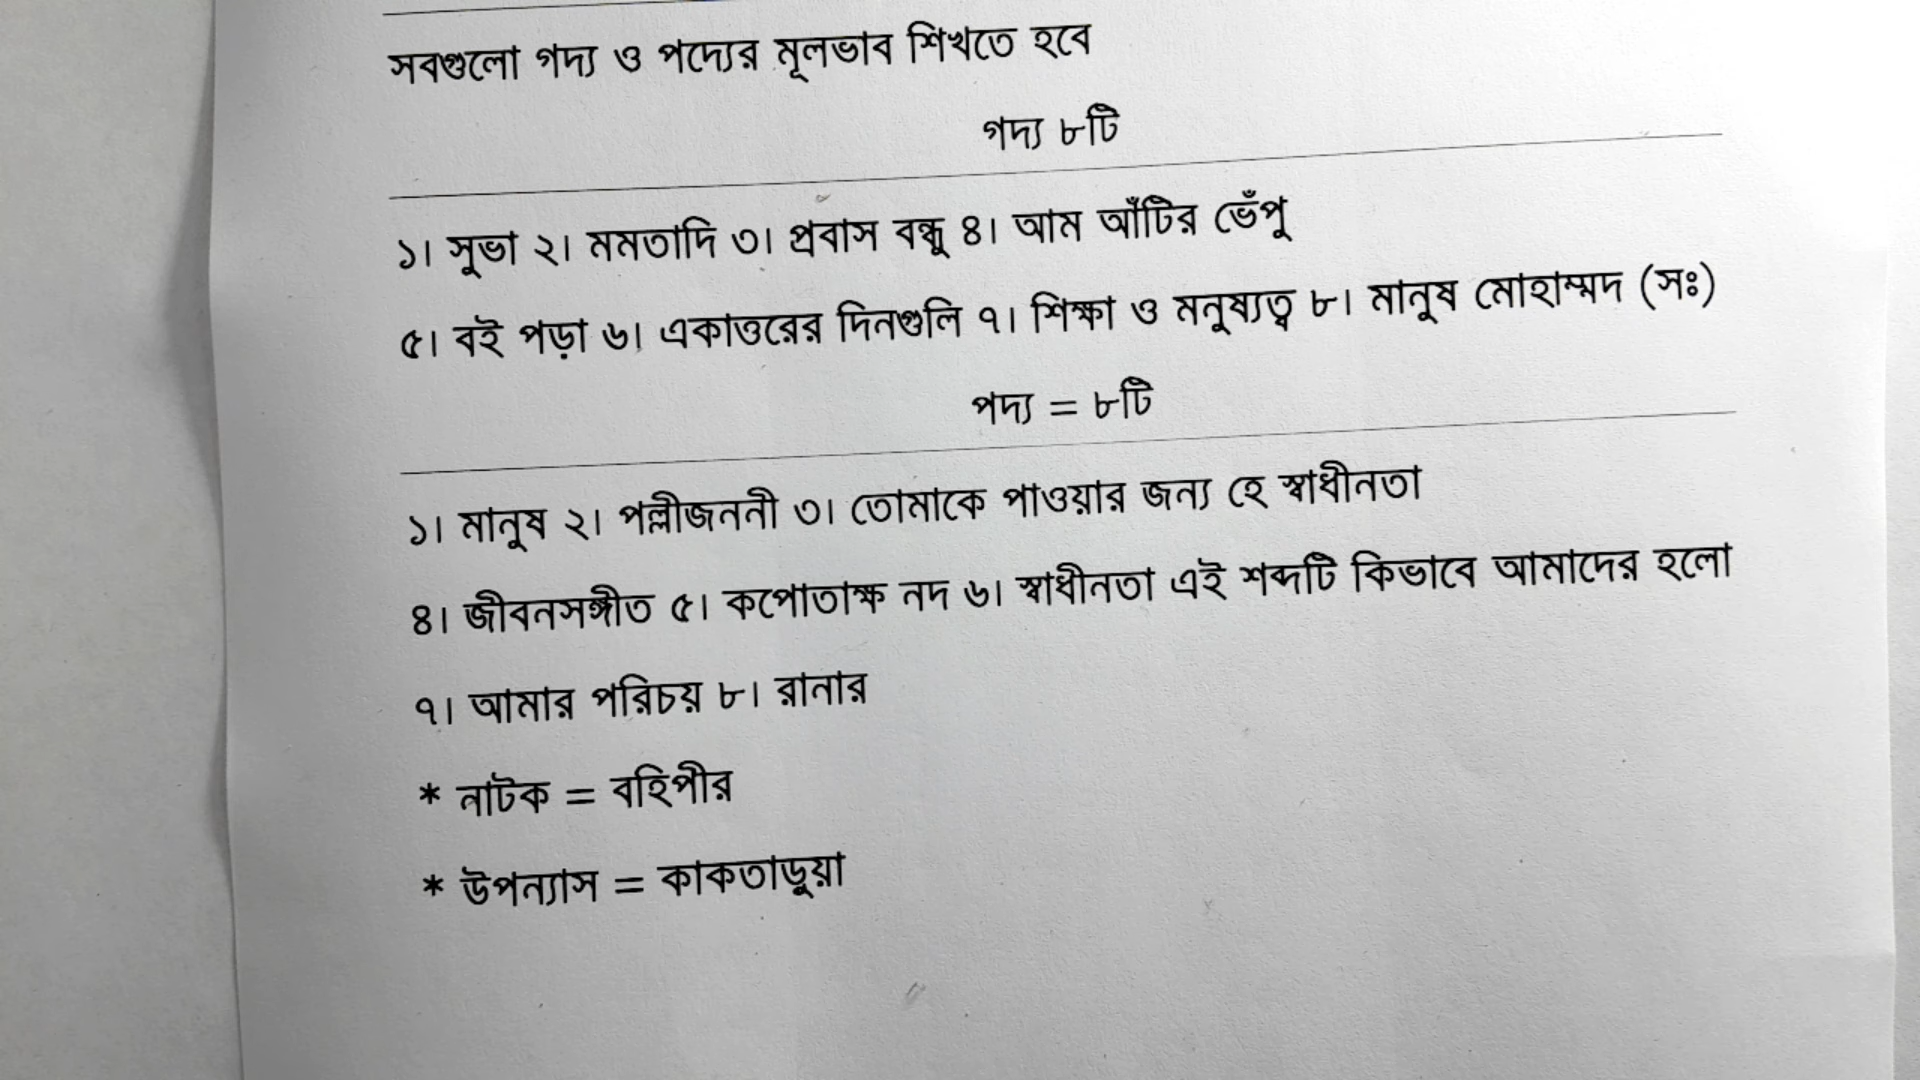 সবগুলো গদ্য ও পদ্যের মূলভাব শিখতে হবে
গদ্য ৮টি
১। সুভা ২। মমতাদি ৩। প্রবাস বন্ধু ৪। আম আঁটির ভেঁপু
৫। বই পড়া ৬। একাত্তরের দিনগুলি ৭। শিক্ষা ও মনুষ্যত্ব ৮। মানুষ মোহাম্মদ (সঃ)
পদ্য = ৮টি
১। মানুষ ২। পল্লীজননী ৩। তোমাকে পাওয়ার জন্য হে স্বাধীনতা
৪। জীবনসঙ্গীত ৫। কপোতাক্ষ নদ ৬। স্বাধীনতা এই শব্দটি কিভাবে আমাদের হলো
৭। আমার পরিচয় ৮। রানার
* নাটক = বহিপীর
* উপন্যাস = কাকতাড়ুয়া